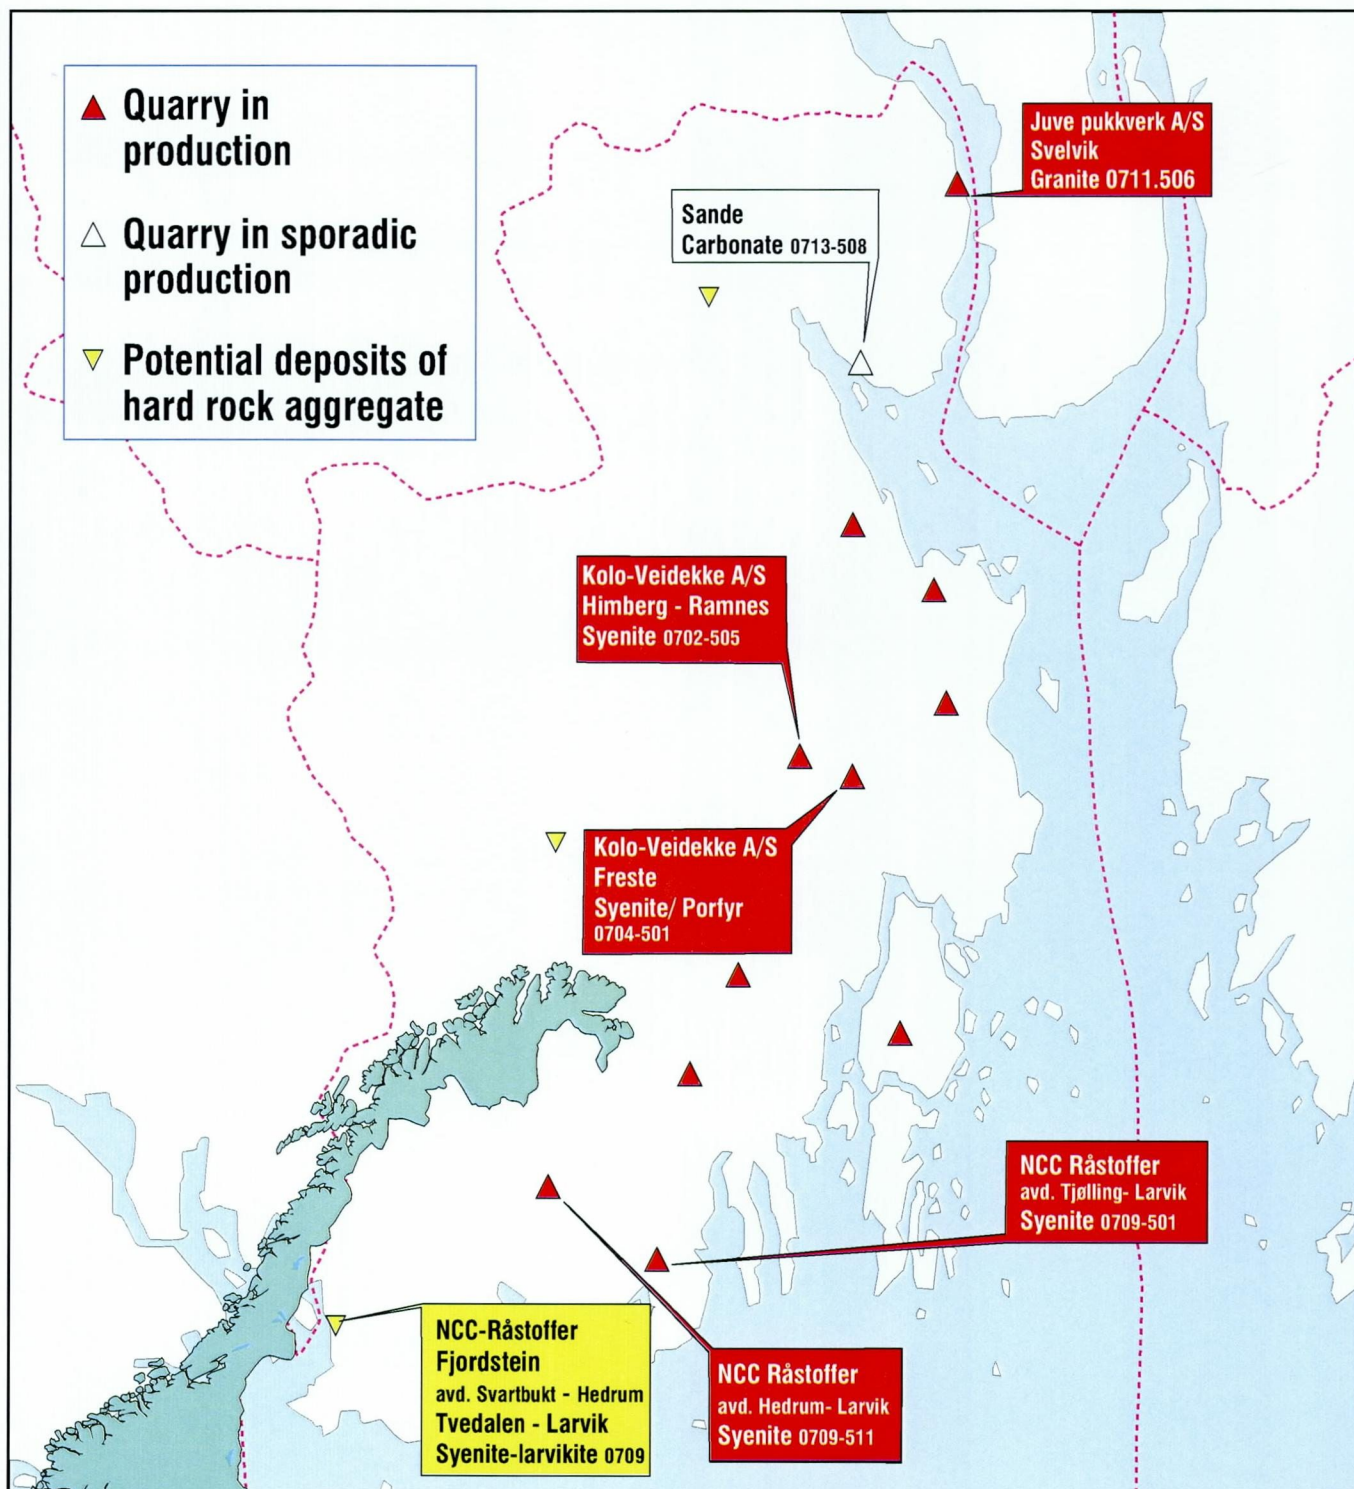 Quarry in
production
Quarry in sporadic
production
Potential deposits of
hard rock aggregate
Juve pukkverk A/S
Svelvik
Granite 0711.506
Sande
Carbonate 0713-508
Kolo-Veidekke A/S
Himberg - Ramnes
Syenite 0702-505
Kolo-Veidekke A/S
Freste
Syenite/ Porfyr
0704-501
NCC Råstoffer
avd. Tjølling- Larvik
Syenite 0709-501
NCC-Råstoffer
Fjordstein
avd. Svartbukt - Hedrum
Tvedalen - Larvik
Syenite-larvikite 0709
NCC Råstoffer
avd. Hedrum- Larvik
Syenite 0709-511